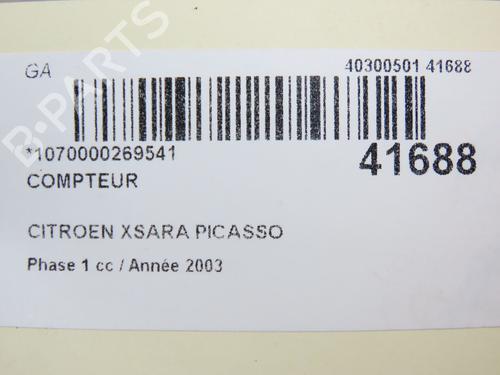 GA
40300501 41688
*1070000269541
41688
COMPTEUR
CITROEN XSARA PICASSO
Phase 1 cc / Année 2003
B-PARTS